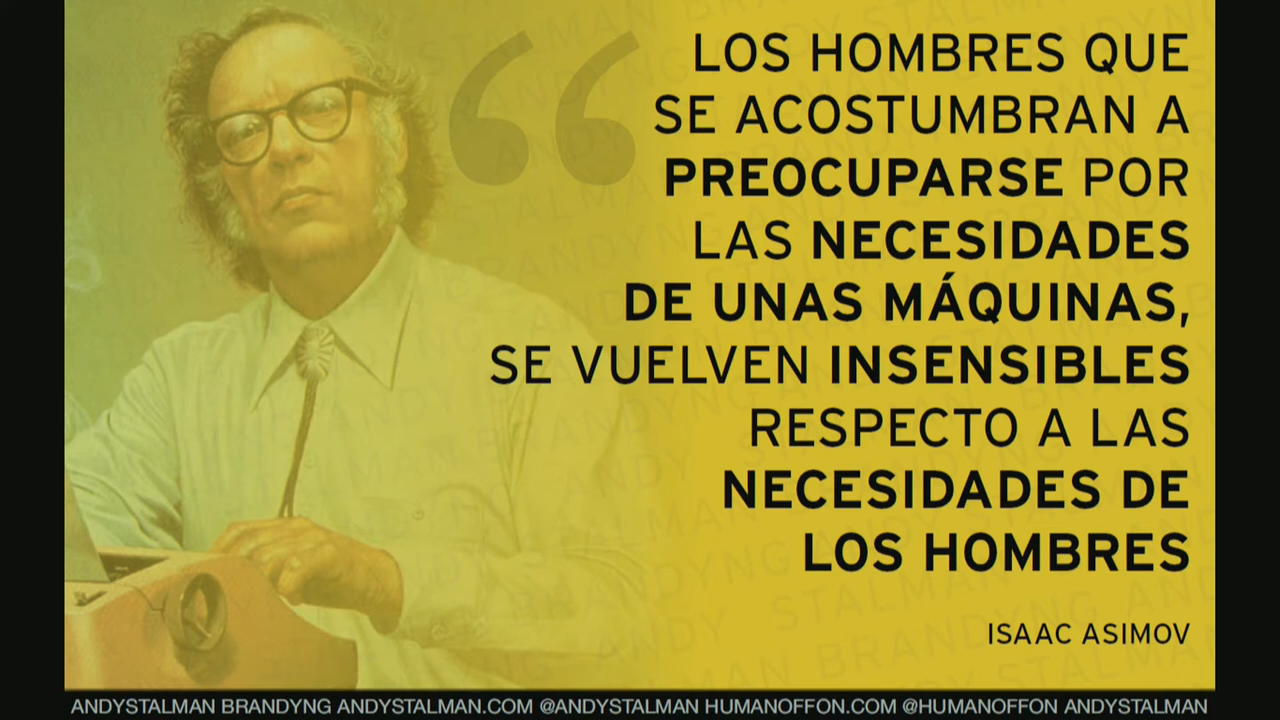 LOS HOMBRES QUE
SE ACOSTUMBRAN A
PREOCUPARSE POR
LAS NECESIDADES
DE UNAS MÁQUINAS,
SE VUELVEN INSENSIBLES
RESPECTO A LAS
NECESIDADES DE
LOS HOMBRES
ISAAC ASIMOV
ANDYSTALMAN BRANDYNG ANDYSTALMAN.COM @ANDYSTALMAN HUMANOFFON.COM @HUMANOFFON ANDYSTALMAN